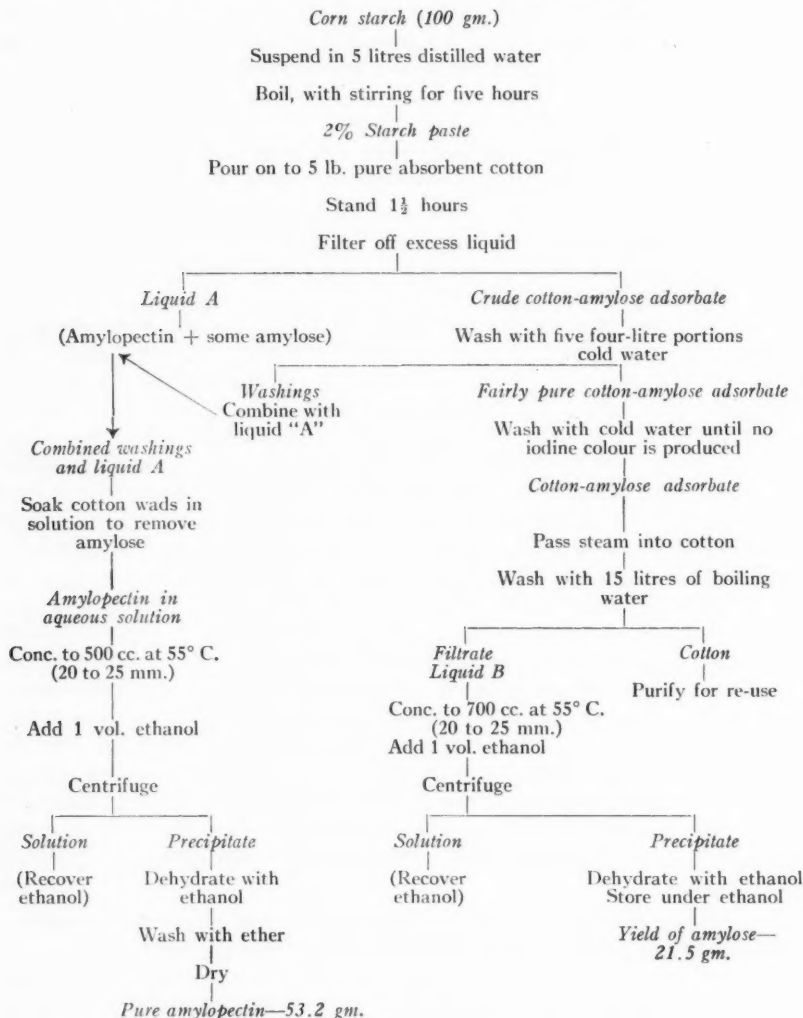 Corn starch (100 gm.)
Suspend in 5 litres distilled water
Boil, with stirring for five hours
2% Starch paste
Pour on to 5 lb. pure absorbent cotton
Stand 1½ hours
Filter off excess liquid
Liquid A
(Amylopectin + some amylose)
Crude cotton-amylose adsorbate
Wash with five four-litre portions
cold water
Washings
Combine with
liquid "A"
Fairly pure cotton-amylose adsorbate
Wash with cold water until no
iodine colour is produced
Cotton-amylose adsorbate
Pass steam into cotton
Wash with 15 litres of boiling
water
Combined washings
and liquid A
Soak cotton wads in
solution to remove
amylose
Amylopectin in
aqueous solution
Conc. to 500 cc. at 55° C.
(20 to 25 mm.)
Add 1 vol. ethanol
Centrifuge
Solution
(Recover
ethanol)
Precipitate
Dehydrate with
ethanol
Wash with ether
Dry
Pure amylopectin—53.2 gm.
Filtrate
Liquid B
Conc. to 700 cc. at 55° C.
(20 to 25 mm.)
Add 1 vol. ethanol
Centrifuge
Cotton
Purify for re-use
Solution
(Recover
ethanol)
Precipitate
Dehydrate with ethanol
Store under ethanol
Yield of amylose—
21.5 gm.